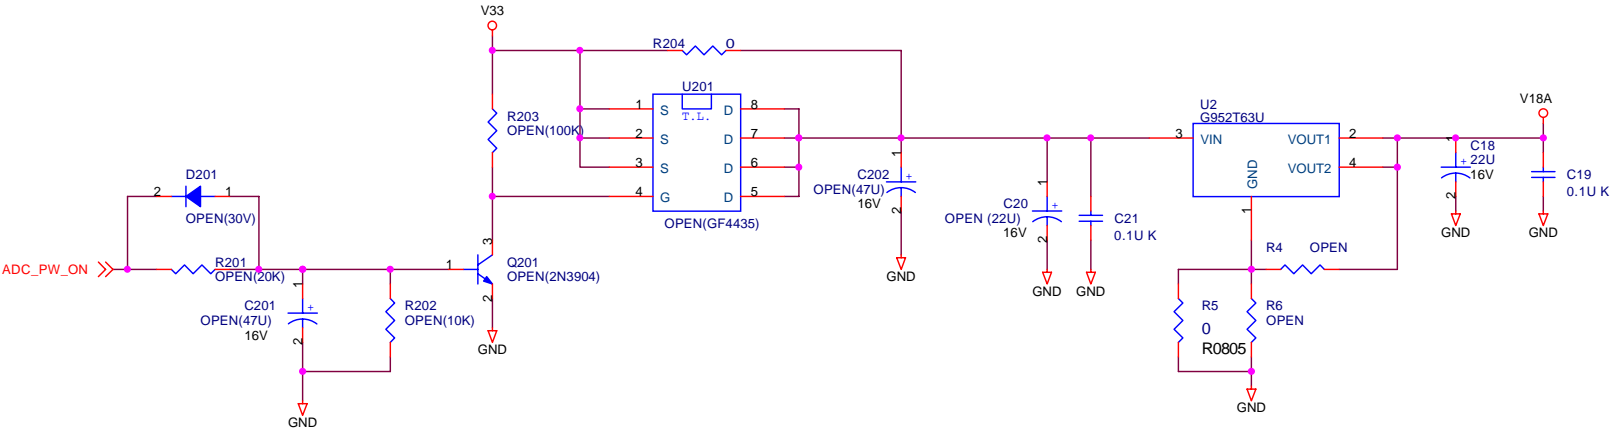 V33
R204
0
U201
T.L.
1
S
D
8
2
S
D
7
3
S
D
6
4
G
D
5
OPEN(GF4435)
R203
OPEN(100K)
D201
2
1
OPEN(30V)
ADC_PW_ON
R201
OPEN(20K)
1
C201
+
OPEN(47U)
16V
2
GND
R202
OPEN(10K)
3
1
Q201
OPEN(2N3904)
2
GND
1
C202
+
OPEN(47U)
16V
2
GND
1
C20
+
OPEN (22U)
16V
2
GND
C21
0.1U K
GND
U2
G952T63U
3
VIN
VOUT1
2
VOUT2
4
GND
1
R4
OPEN
R5
0
R0805
R6
OPEN
GND
V18A
1
C18
+
22U
16V
2
GND
C19
0.1U K
GND